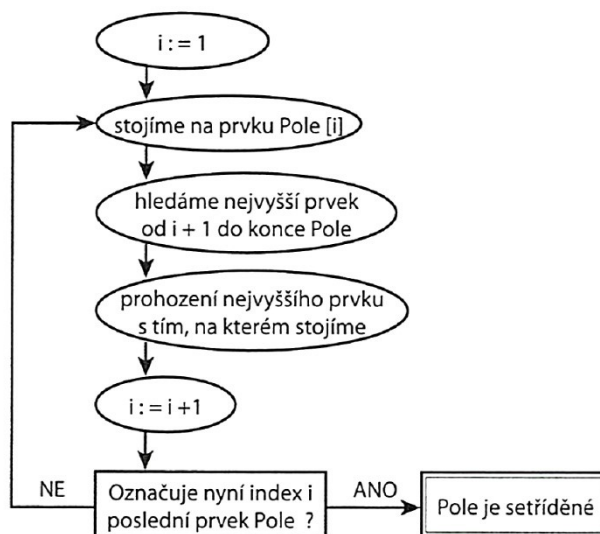 i : = 1
stojíme na prvku Pole [i]
hledáme nejvyšší prvek
od i + 1 do konce Pole
prohození nejvyššího prvku
s tím, na kterém stojíme
i : = i +1
NE
Označuje nyní index i
poslední prvek Pole ?
ANO
Pole je setříděné